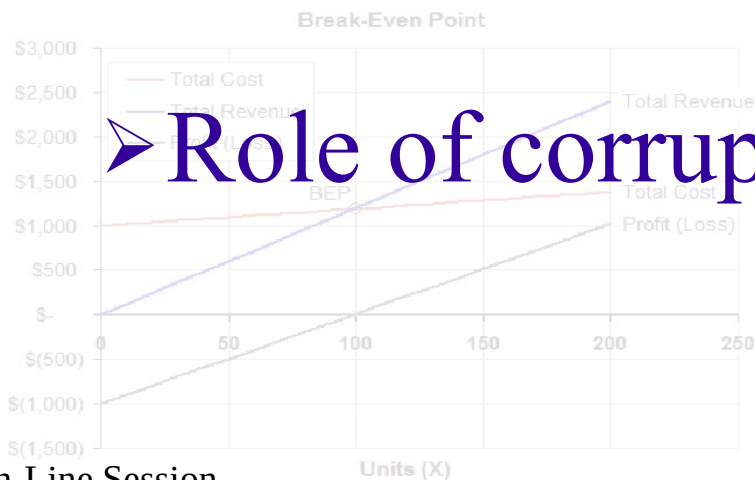 Break-Even Point
$3,000
Total Cost
$2,500
Total Revenue
Total Revenue
$2,000
Profit (Loss)
➢Role of corrup
$1,500
BEP
Total Cost
$1,000
Profit (Loss)
$500
$-
0 50 100 150 200 250
$(500)
$(1,000)
$(1,500)
Line Session
Units (X)